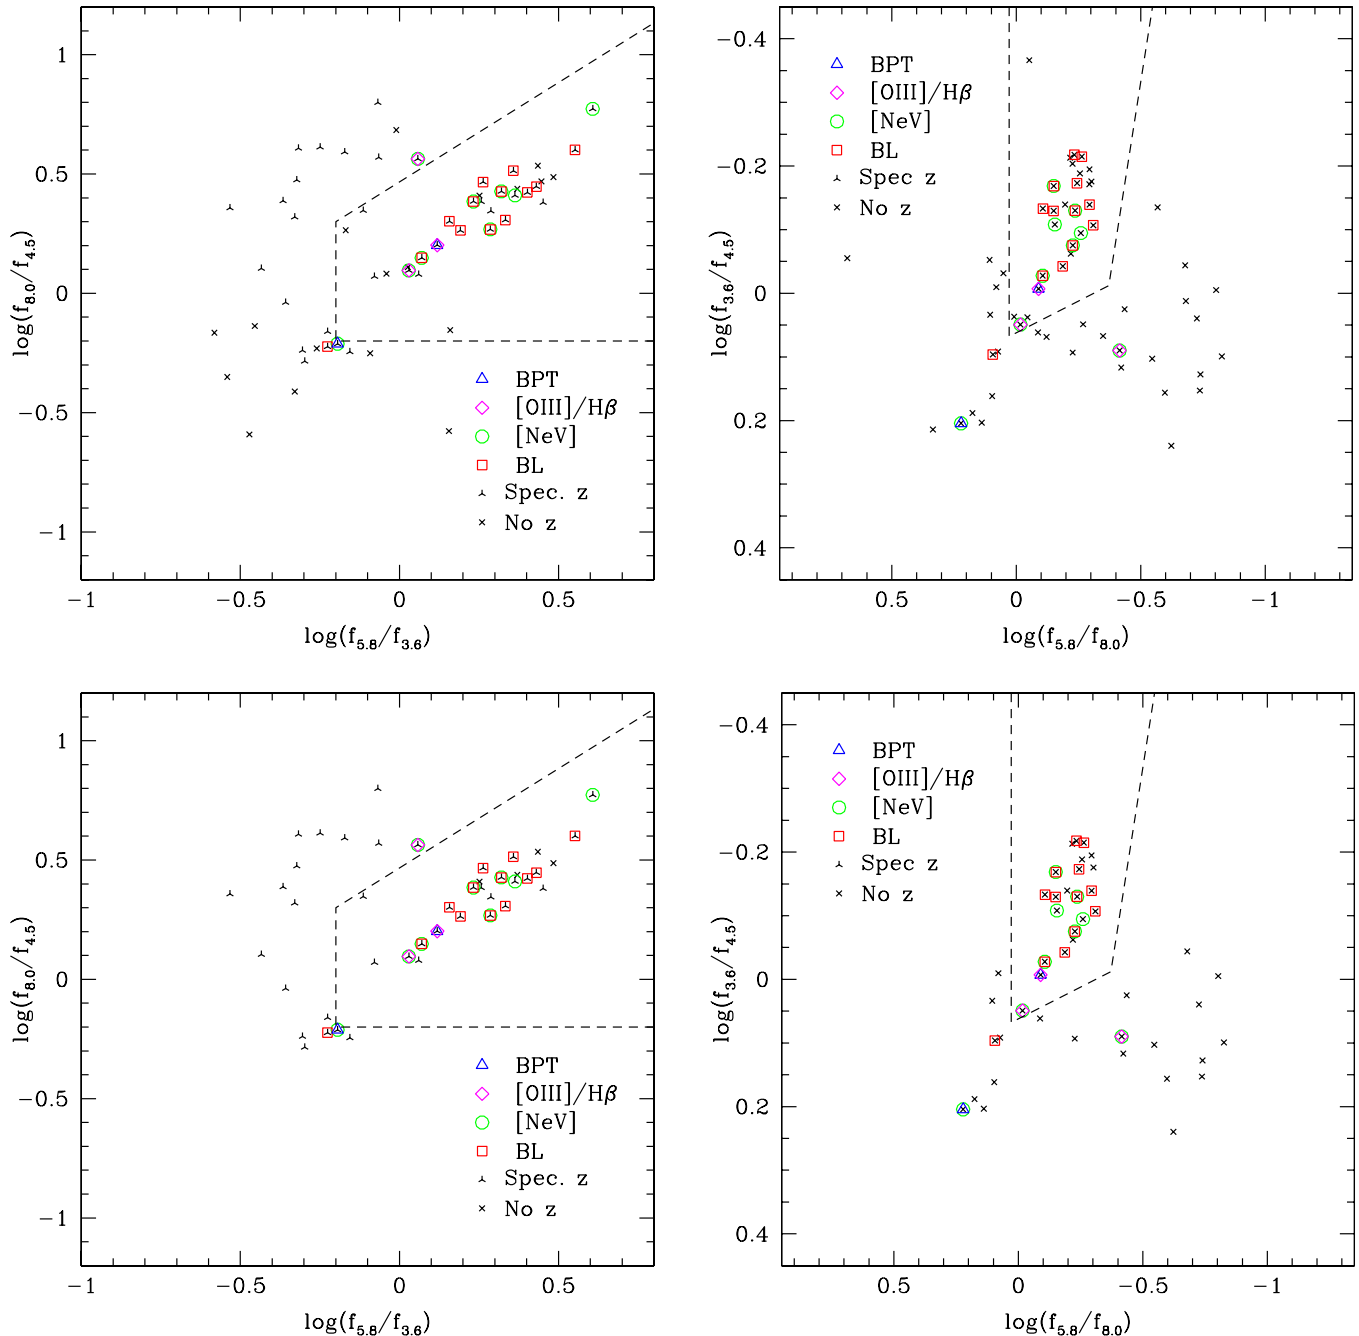 1
0.5
0
−0.5
−1
log(f8.0/f4.5)
BPT
[OIII]/Hβ
[NeV]
BL
Spec. z
No z
−1
−0.5
0
0.5
log(f5.8/f3.6)
−0.4
−0.2
0
0.2
0.4
log(f3.6/f4.5)
BPT
[OIII]/Hβ
[NeV]
BL
Spec z
No z
0.5
0
−0.5
−1
log(f5.8/f8.0)
1
0.5
0
−0.5
−1
log(f8.0/f4.5)
BPT
[OIII]/Hβ
[NeV]
BL
Spec. z
No z
−1
−0.5
0
0.5
log(f5.8/f3.6)
−0.4
−0.2
0
0.2
0.4
log(f3.6/f4.5)
BPT
[OIII]/Hβ
[NeV]
BL
Spec z
No z
0.5
0
−0.5
−1
log(f5.8/f8.0)